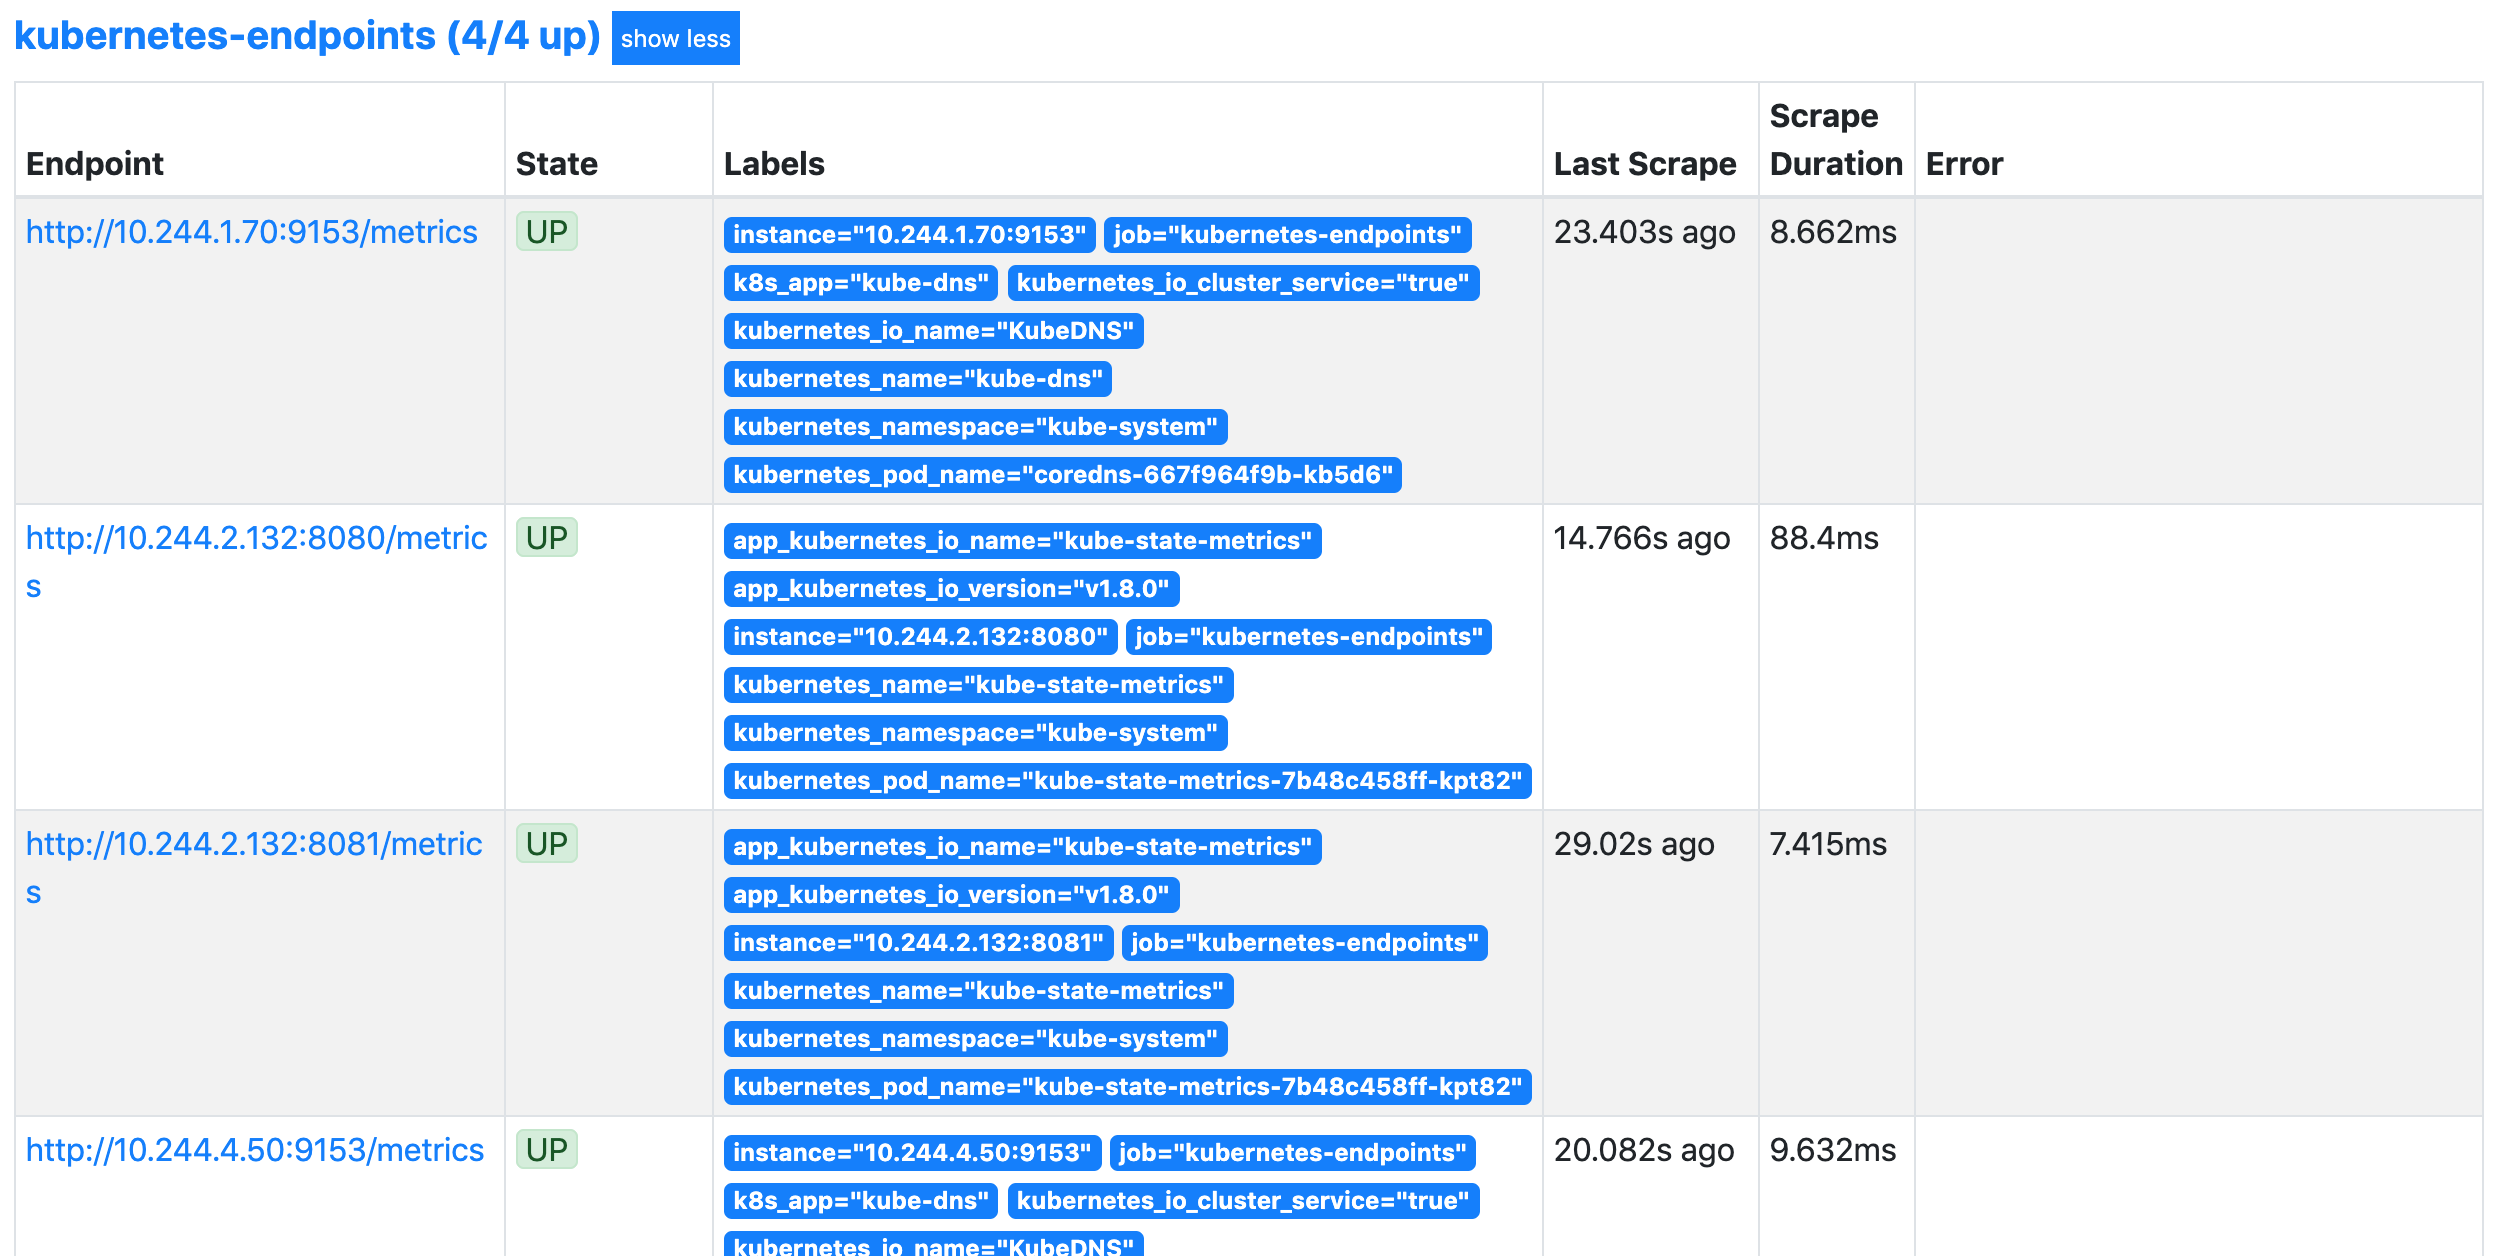 kubernetes-endpoints (4/4 up) show less
Endpoint State Labels Last Scrape Scrape Duration Error
http://10.244.1.70:9153/metrics UP instance="10.244.1.70:9153" job="kubernetes-endpoints" 23.403s ago 8.662ms
k8s_app="kube-dns" kubernetes_io_cluster_service="true"
kubernetes_io_name="KubeDNS"
kubernetes_name="kube-dns"
kubernetes_namespace="kube-system"
kubernetes_pod_name="coredns-667f964f9b-kb5d6"
http://10.244.2.132:8080/metric UP app_kubernetes_io_name="kube-state-metrics" 14.766s ago 88.4ms
s app_kubernetes_io_version="v1.8.0"
instance="10.244.2.132:8080" job="kubernetes-endpoints"
kubernetes_name="kube-state-metrics"
kubernetes_namespace="kube-system"
kubernetes_pod_name="kube-state-metrics-7b48c458ff-kpt82"
http://10.244.2.132:8081/metric UP app_kubernetes_io_name="kube-state-metrics" 29.02s ago 7.415ms
s app_kubernetes_io_version="v1.8.0"
instance="10.244.2.132:8081" job="kubernetes-endpoints"
kubernetes_name="kube-state-metrics"
kubernetes_namespace="kube-system"
kubernetes_pod_name="kube-state-metrics-7b48c458ff-kpt82"
http://10.244.4.50:9153/metrics UP instance="10.244.4.50:9153" job="kubernetes-endpoints" 20.082s ago 9.632ms
k8s_app="kube-dns" kubernetes_io_cluster_service="true"
kubernetes_io_name="KubeDNS"